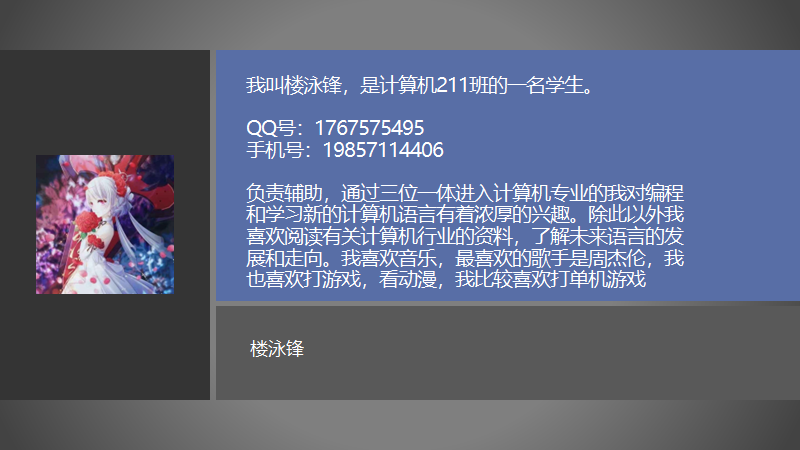 我叫楼泳锋，是计算机211班的一名学生。
QQ号：1767575495
手机号：19857114406
负责辅助，通过三位一体进入计算机专业的我对编程
和学习新的计算机语言有着浓厚的兴趣。除此以外我
喜欢阅读有关计算机行业的资料，了解未来语言的发
展和走向。我喜欢音乐，最喜欢的歌手是周杰伦，我
也喜欢打游戏，看动漫，我比较喜欢打单机游戏
楼泳锋